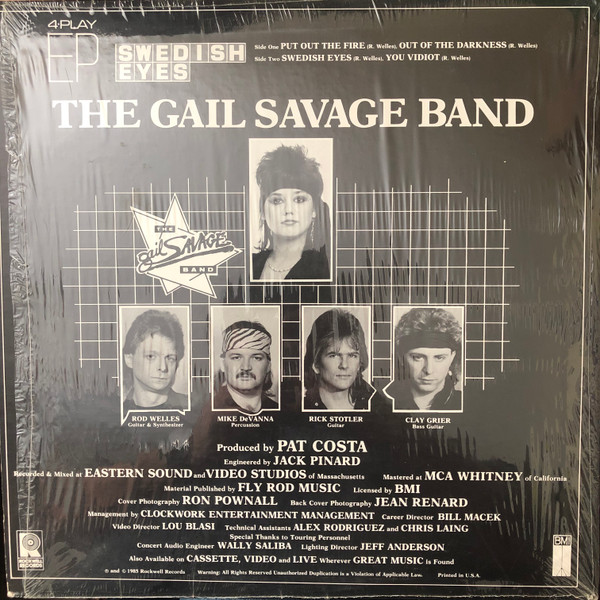 4-PLAY
EP
SWEDISH
EYES
Side One PUT OUT THE FIRE (R. Welles), OUT OF THE DARKNESS (R. Welles)
Side Two SWEDISH EYES (R. Welles), YOU VIDIOT (R. Welles)
THE GAIL SAVAGE BAND
THE
gail SAVAGE
BAND
ROD WELLES
Guitar & Synthesiser
MIKE DeVANNA
Percussion
RICK STOTLER
Guitar
CLAY GRIER
Bass Guitar
Produced by PAT COSTA
Engineered by JACK PINARD
Recorded & Mixed at EASTERN SOUND and VIDEO STUDIOS of Massachusetts Mastered at MCA WHITNEY of California
Material Published by FLY ROD MUSIC Licensed by BMI
Cover Photography RON POWNALL Back Cover Photography JEAN RENARD
Management by CLOCKWORK ENTERTAINMENT MANAGEMENT Career Director BILL MACEK
Video Director LOU BLASI Technical Assistants ALEX RODRIGUEZ and CHRIS LAING
Special Thanks to Touring Personnel
Concert Audio Engineer WALLY SALIBA Lighting Director JEFF ANDERSON
Also Available on CASSETTE, VIDEO and LIVE Wherever GREAT MUSIC is Found
℗ and © 1985 Rockwell Records Warning: All Rights Reserved Unauthorized Duplication is a Violation of Applicable Law. Printed in U.S.A.
R
ROCKWELL
RECORDS
BMI